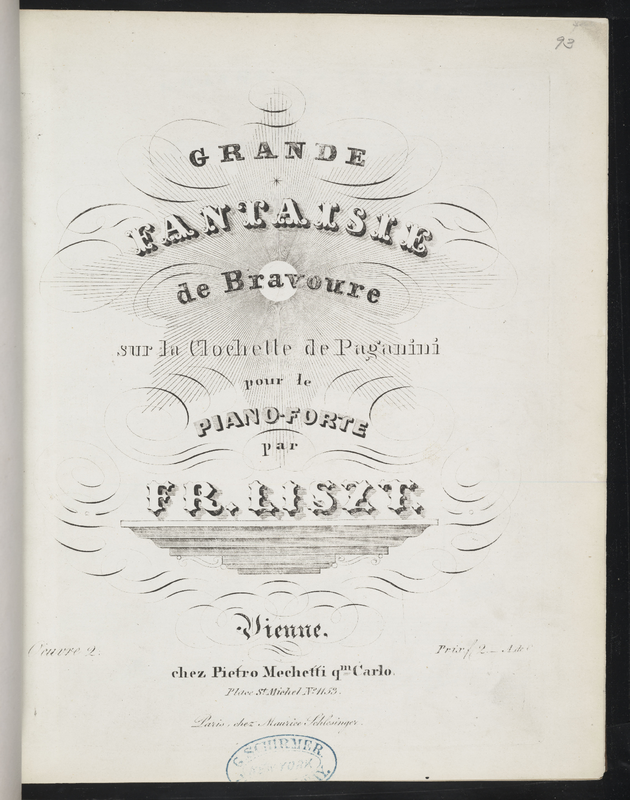 93
GRANDE
FANTAISIE
de Bravoure
sur la Clochette de Paganini
pour le
PIANO-FORTE
par
FR. LISZT.
Vienne.
Oeuvre 2.
Prix f 2 _ A.de C
chez Pietro Mechetti qm Carlo.
Place St. Michel No. 1153.
Paris, chez Maurice Schlesinger.
G. SCHIRMER
NEW YORK